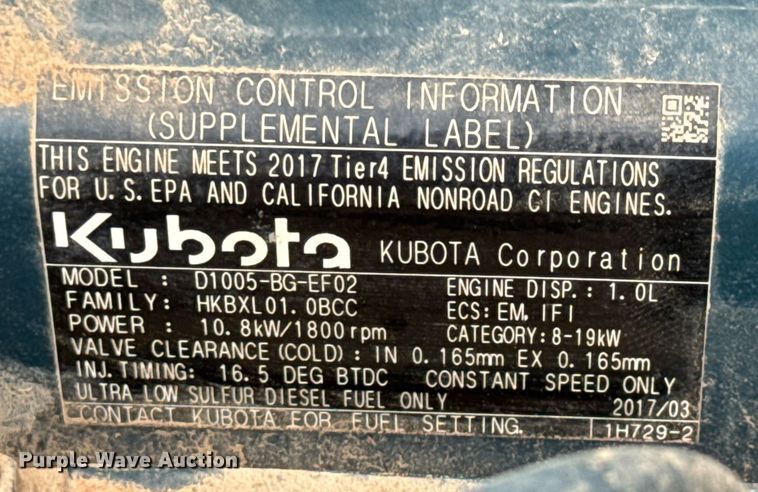 EMISSION CONTROL INFORMATION
(SUPPLEMENTAL LABEL)
THIS ENGINE MEETS 2017 Tier4 EMISSION REGULATIONS
FOR U.S. EPA AND CALIFORNIA NONROAD CI ENGINES.
Kubota KUBOTA Corporation
MODEL : D1005-BG-EF02 ENGINE DISP.: 1.0L
FAMILY: HKBXL01.0BCC ECS: EM, IFI
POWER : 10.8kW/1800rpm CATEGORY: 8-19kW
VALVE CLEARANCE (COLD) : IN 0.165mm EX 0.165mm
INJ. TIMING: 16.5 DEG BTDC CONSTANT SPEED ONLY
ULTRA LOW SULFUR DIESEL FUEL ONLY 2017/03
CONTACT KUBOTA FOR FUEL SETTING. 1H729-2
Purple Wave Auction